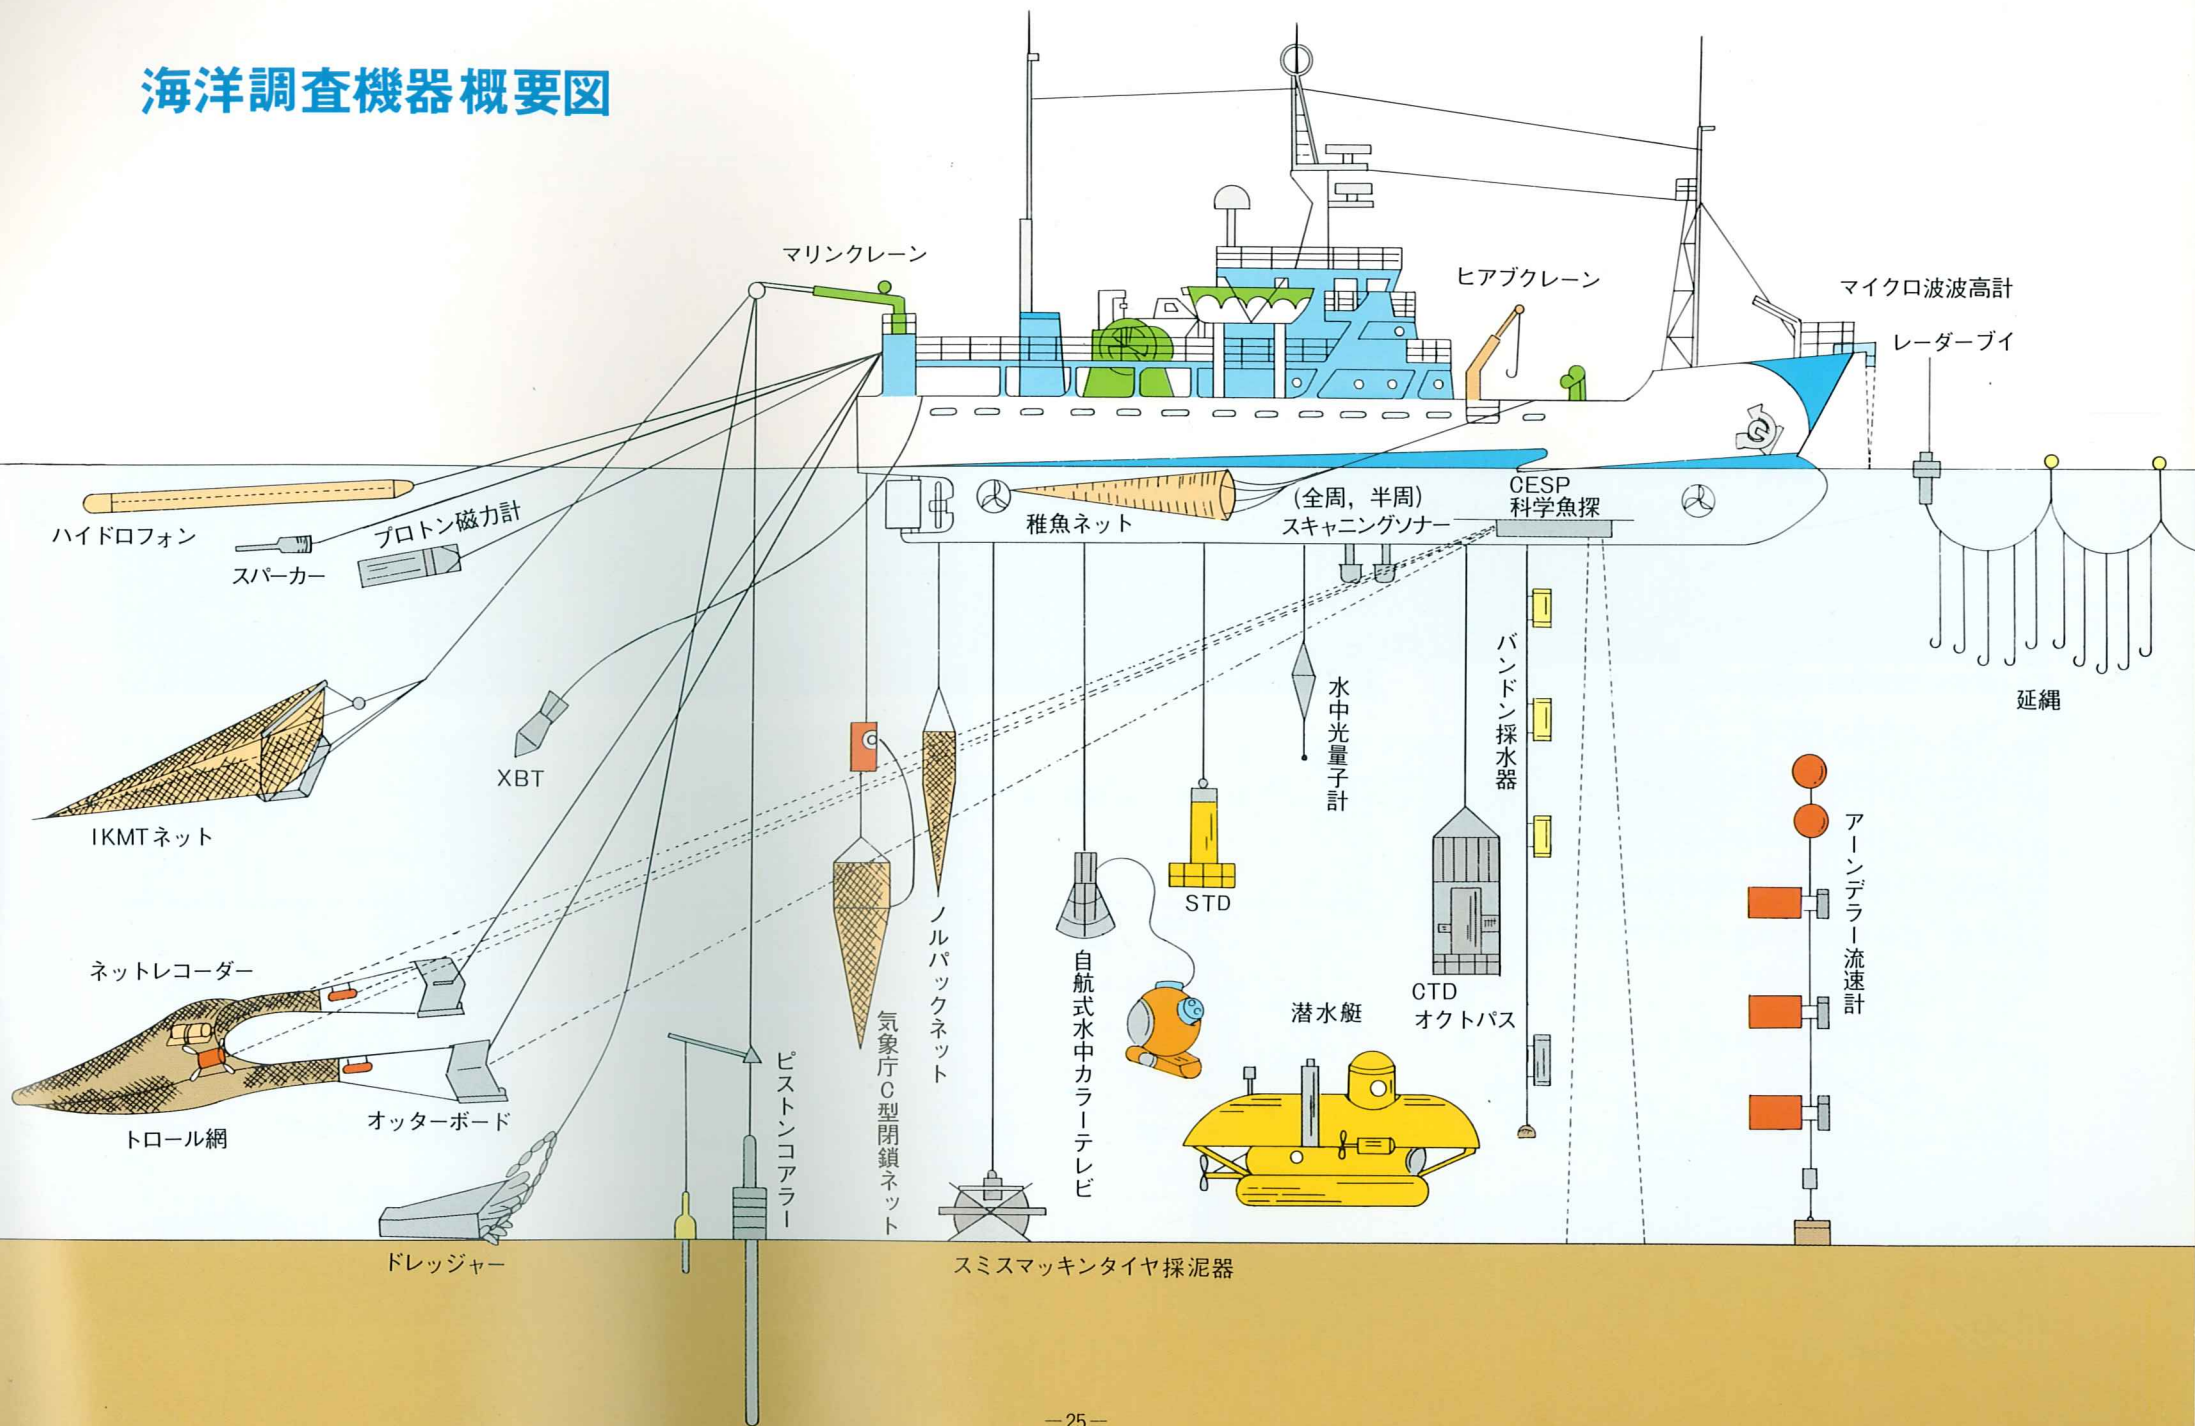 海洋調査機器概要図
マリンクレーン
ヒアブクレーン
マイクロ波波高計
レーダーブイ
ハイドロフォン
スパーカー
プロトン磁力計
稚魚ネット
(全周,半周)
スキャニングソナー
CESP
科学魚探
延縄
XBT
IKMTネット
水中光量子計
バンドン採水器
アーンデラー流速計
STD
ノルパックネット
自航式水中カラーテレビ
CTD
オクトパス
潜水艇
気象庁C型閉鎖ネット
ピストンコアラー
ネットレコーダー
オッターボード
トロール網
ドレッジャー
スミスマッキンタイヤ採泥器
—25—